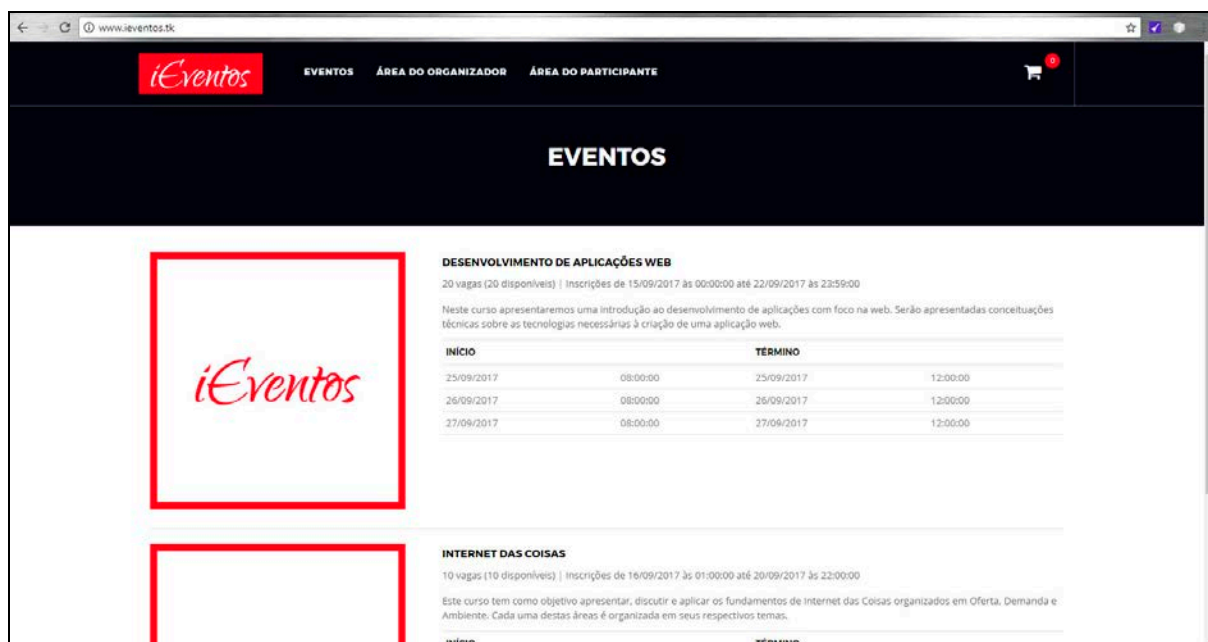 www.ieventos.tk
iEventos
EVENTOS
ÁREA DO ORGANIZADOR
ÁREA DO PARTICIPANTE
0
EVENTOS
iEventos
DESENVOLVIMENTO DE APLICAÇÕES WEB
20 vagas (20 disponíveis) | Inscrições de 15/09/2017 às 00:00:00 até 22/09/2017 às 23:59:00
Neste curso apresentaremos uma introdução ao desenvolvimento de aplicações com foco na web. Serão apresentadas conceituações
técnicas sobre as tecnologias necessárias à criação de uma aplicação web.
INÍCIO TÉRMINO
25/09/2017 08:00:00 25/09/2017 12:00:00
26/09/2017 08:00:00 26/09/2017 12:00:00
27/09/2017 08:00:00 27/09/2017 12:00:00
INTERNET DAS COISAS
10 vagas (10 disponíveis) | Inscrições de 16/09/2017 às 01:00:00 até 20/09/2017 às 22:00:00
Este curso tem como objetivo apresentar, discutir e aplicar os fundamentos de Internet das Coisas organizados em Oferta, Demanda e
Ambiente. Cada uma destas áreas é organizada em seus respectivos temas.
INÍCIO TÉRMINO